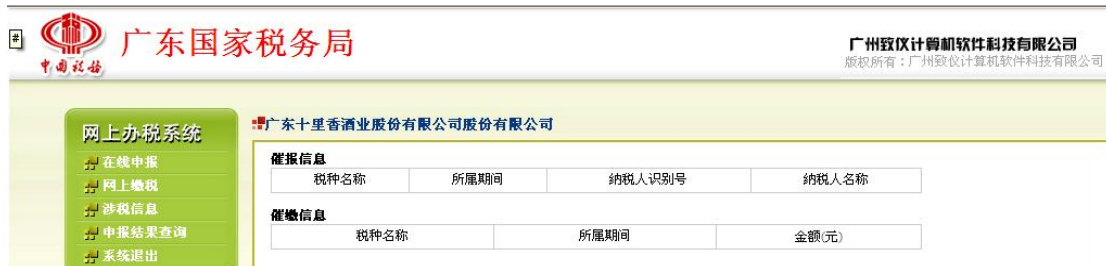 #
广东国家税务局
中国税务
广州致仪计算机软件科技有限公司
版权所有：广州致仪计算机软件科技有限公司
网上办税系统
在线申报
网上缴税
涉税信息
申报结果查询
系统退出
广东十里香酒业股份有限公司股份有限公司
催报信息
税种名称 所属期间 纳税人识别号 纳税人名称
催缴信息
税种名称 所属期间 金额(元)